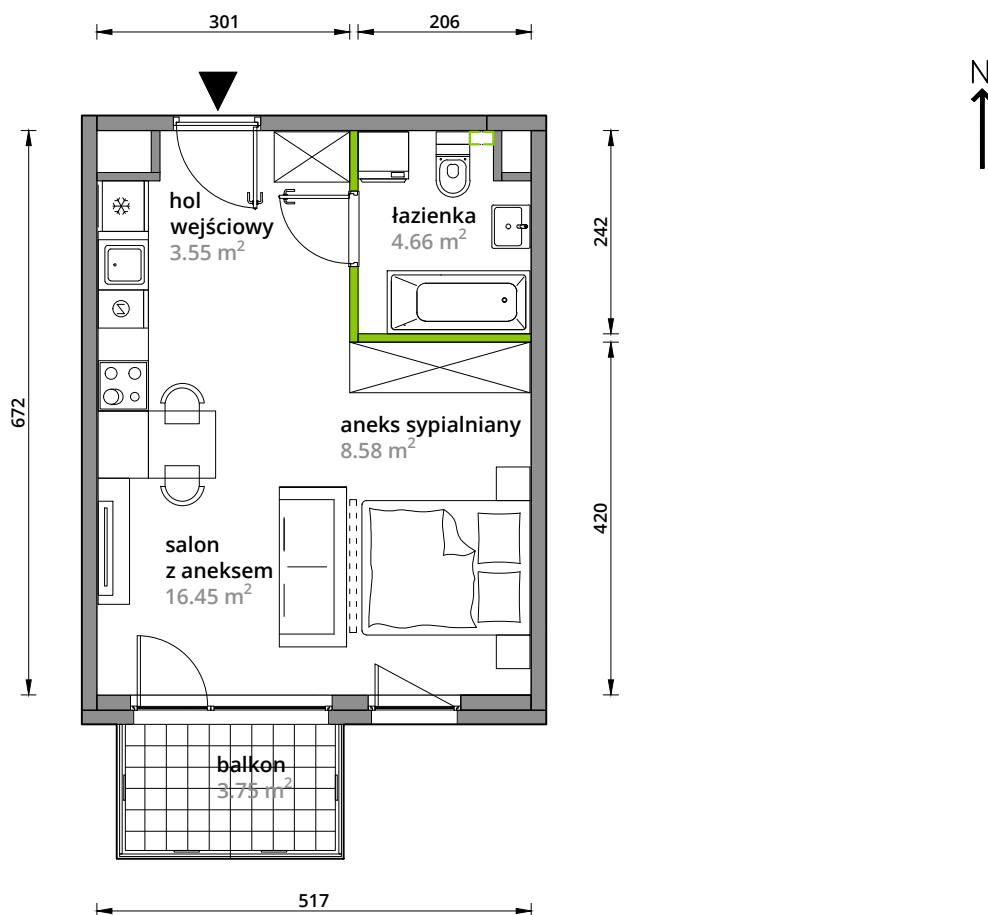 301
206
N
hol
wejściowy
3.55 m²
łazienka
4.66 m²
242
672
aneks sypialniany
8.58 m²
420
salon
z aneksem
16.45 m²
balkon
3.75 m²
517